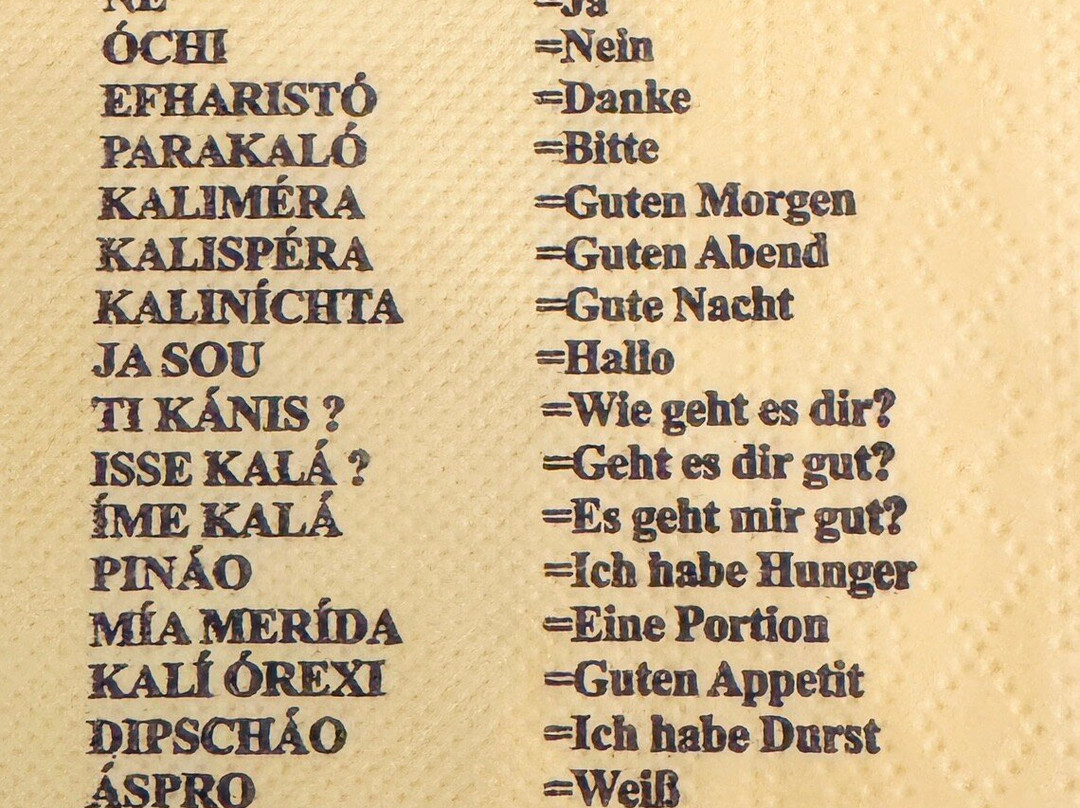 NE =Ja
ÓCHI =Nein
EFHARISTÓ =Danke
PARAKALÓ =Bitte
KALIMÉRA =Guten Morgen
KALISPÉRA =Guten Abend
KALINÍCHTA =Gute Nacht
JA SOU =Hallo
TI KÁNIS ? =Wie geht es dir?
ISSE KALÁ ? =Geht es dir gut?
ÍME KALÁ =Es geht mir gut?
PINÁO =Ich habe Hunger
MÍA MERÍDA =Eine Portion
KALÍ ÓREXI =Guten Appetit
DIPSCHÁO =Ich habe Durst
ÁSPRO =Weiß